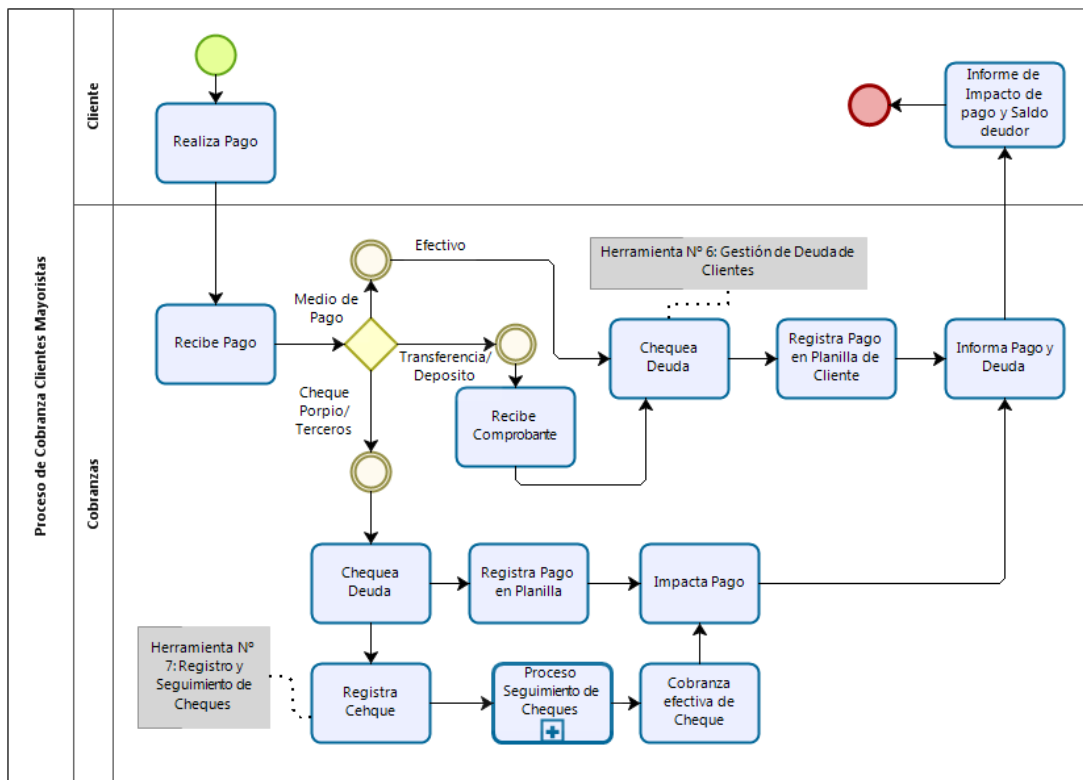 Proceso de Cobranza Clientes Mayoristas
Cliente
Realiza Pago
Informe de
Impacto de
pago y Saldo
deudor
Cobranzas
Recibe Pago
Medio de
Pago
Efectivo
Transferencia/
Deposito
Cheque
Porpio/
Terceros
Recibe
Comprobante
Herramienta Nº 6: Gestión de Deuda de
Clientes
Chequea
Deuda
Registra Pago
en Planilla de
Cliente
Informa Pago y
Deuda
Chequea
Deuda
Registra Pago
en Planilla
Impacta Pago
Herramienta Nº
7: Registro y
Seguimiento de
Cheques
Registra
Cehque
Proceso
Seguimiento de
Cheques
Cobranza
efectiva de
Cheque